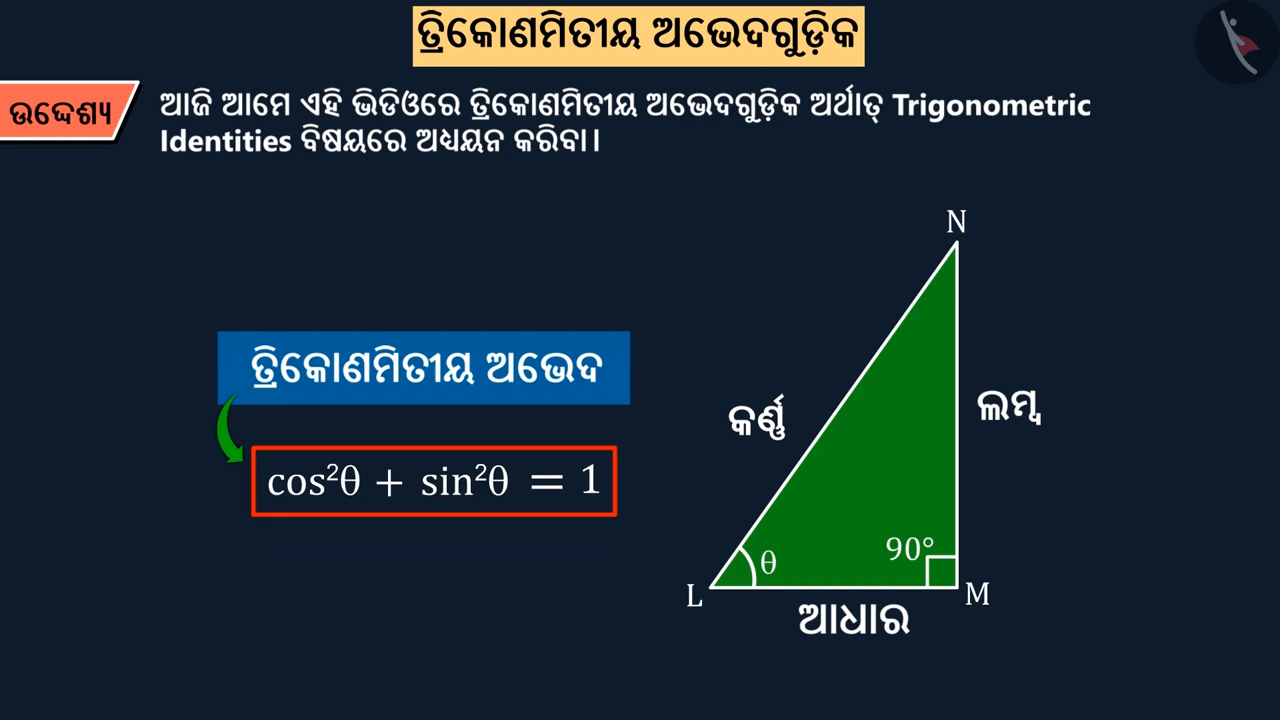 ତ୍ରିକୋଣମିତୀୟ ଅଭେଦଗୁଡ଼ିକ
ଉଦ୍ଦେଶ୍ୟ
ଆଜି ଆମେ ଏହି ଭିଡିଓରେ ତ୍ରିକୋଣମିତୀୟ ଅଭେଦଗୁଡ଼ିକ ଅର୍ଥାତ୍ Trigonometric
Identities ବିଷୟରେ ଅଧ୍ୟୟନ କରିବା।
N
ତ୍ରିକୋଣମିତୀୟ ଅଭେଦ
କର୍ଣ୍ଣ
ଲମ୍ବ
cos²θ + sin²θ = 1
90°
θ
L
M
ଆଧାର